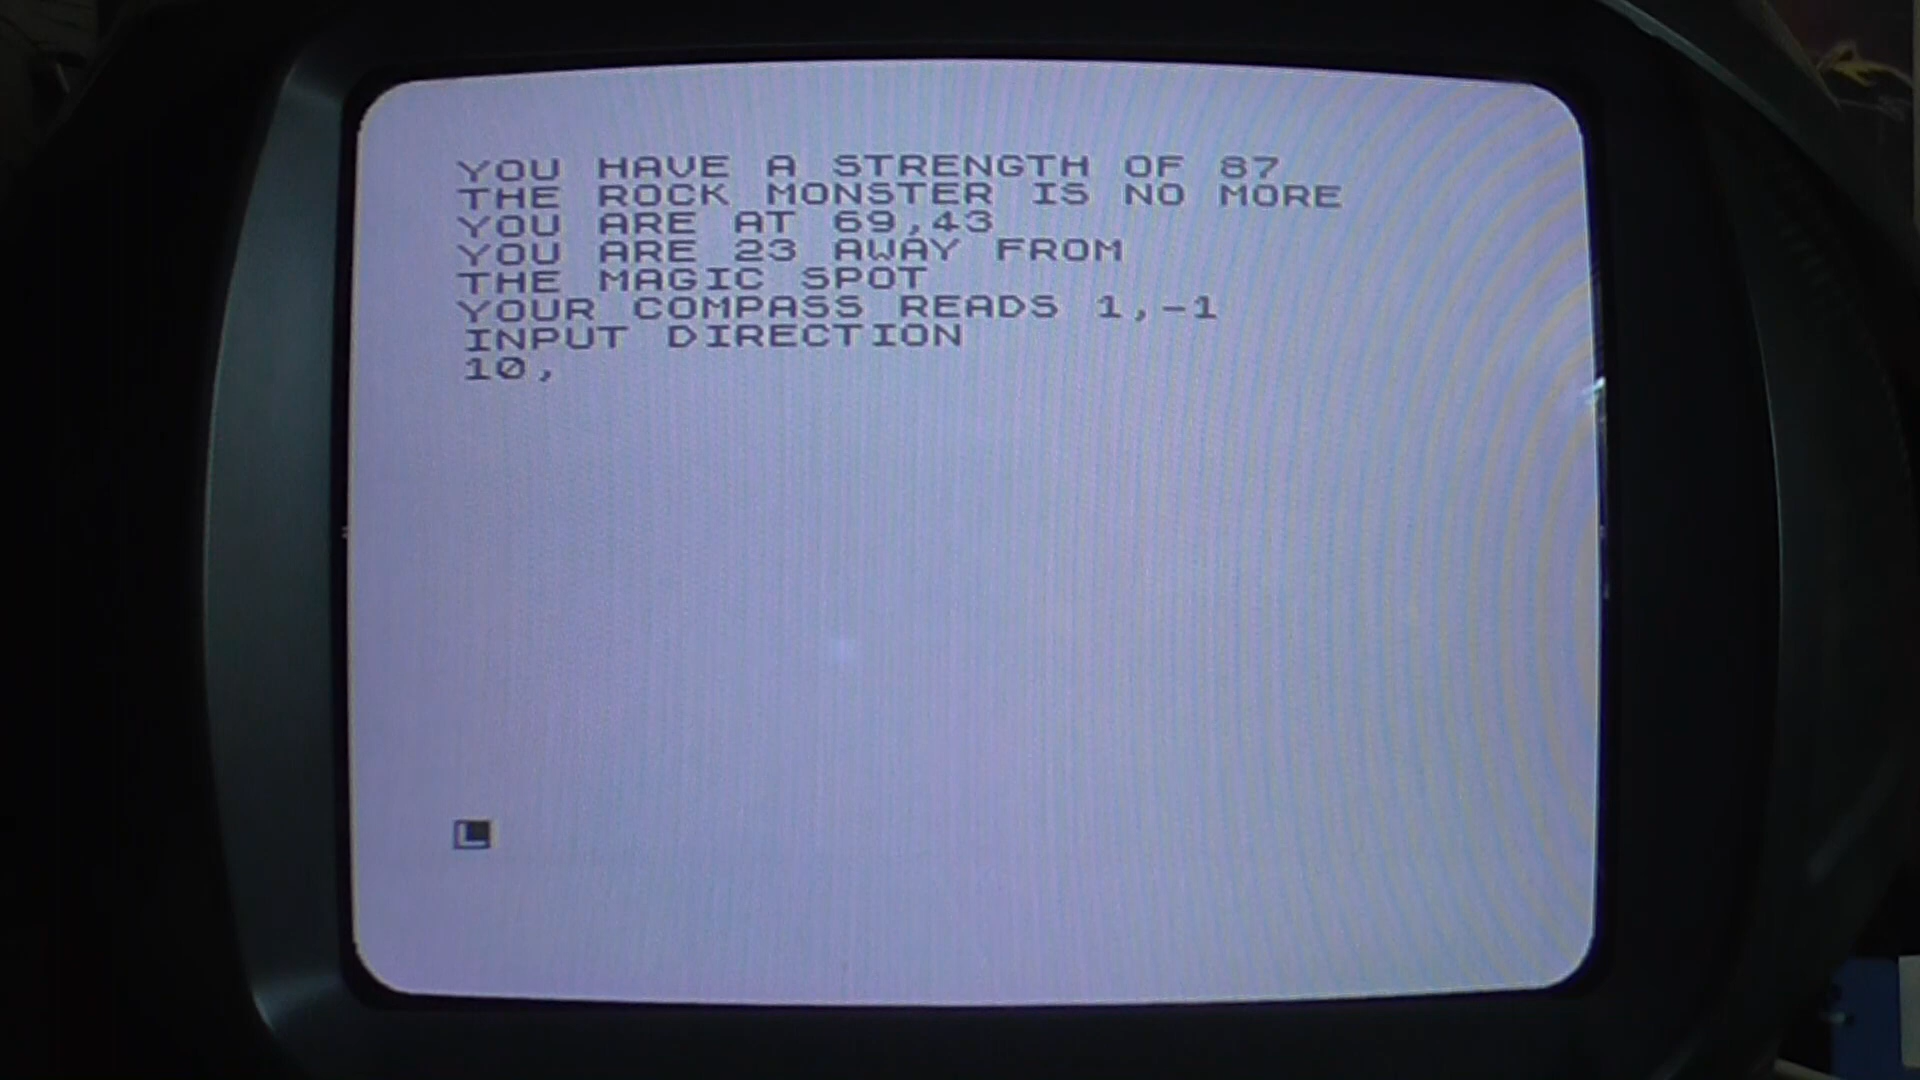 YOU HAVE A STRENGTH OF 87
THE ROCK MONSTER IS NO MORE
YOU ARE AT 69,43
YOU ARE 23 AWAY FROM
THE MAGIC SPOT
YOUR COMPASS READS 1,-1
INPUT DIRECTION
10,
L